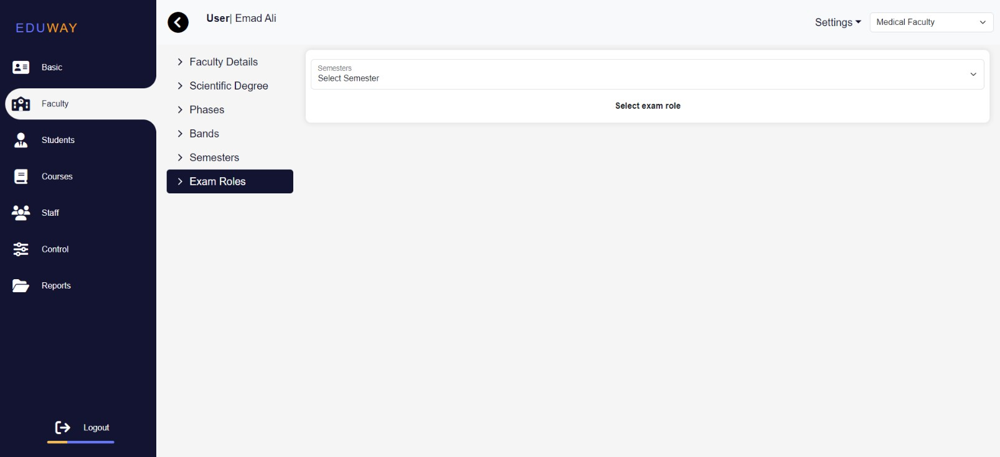 EDUWAY
Basic
Faculty
Students
Courses
Staff
Control
Reports
Logout
User| Emad Ali
Settings
Medical Faculty
Faculty Details
Scientific Degree
Phases
Bands
Semesters
Exam Roles
Semesters
Select Semester
Select exam role